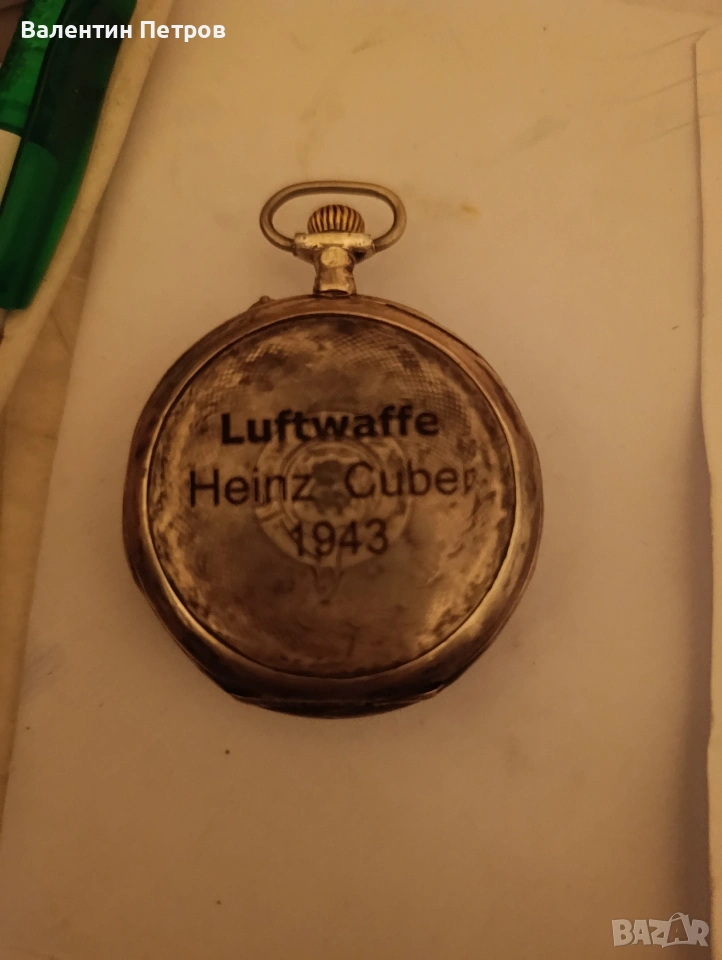 Валентин Петров
Luftwaffe
Heinz Cuber
1943
BAZAR